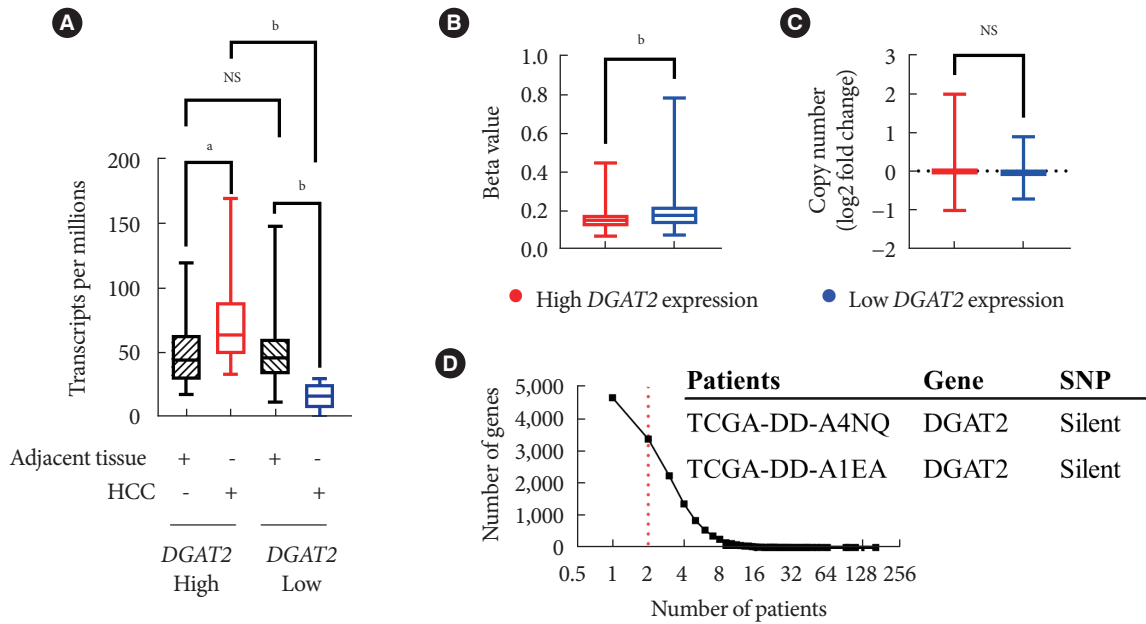 A
b
NS
a
b
Transcripts per millions
200
150
100
50
0
Adjacent tissue + - + -
HCC - + - +
DGAT2 High
DGAT2 Low
B
b
Beta value
1.0
0.8
0.6
0.4
0.2
0.0
C
NS
Copy number
(log2 fold change)
3
2
1
0
−1
−2
High DGAT2 expression
Low DGAT2 expression
D
Number of genes
5,000
4,000
3,000
2,000
1,000
0
0.5 1 2 4 8 16 32 64 128 256
Number of patients
Patients Gene SNP
TCGA-DD-A4NQ DGAT2 Silent
TCGA-DD-A1EA DGAT2 Silent